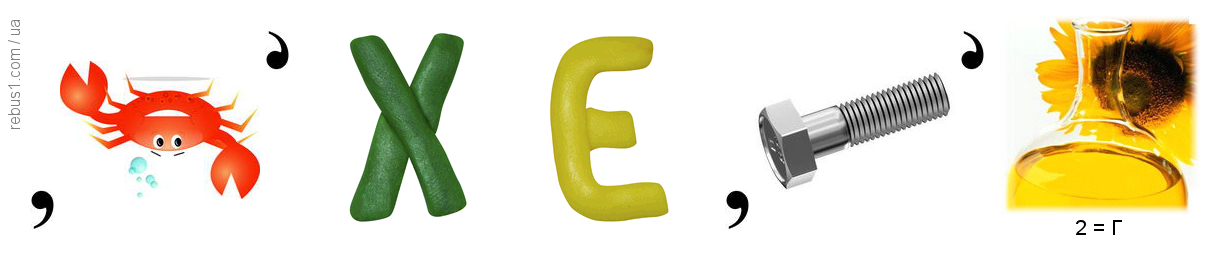 rebus1.com / ua
, ’ Х Е , ’
2 = Г